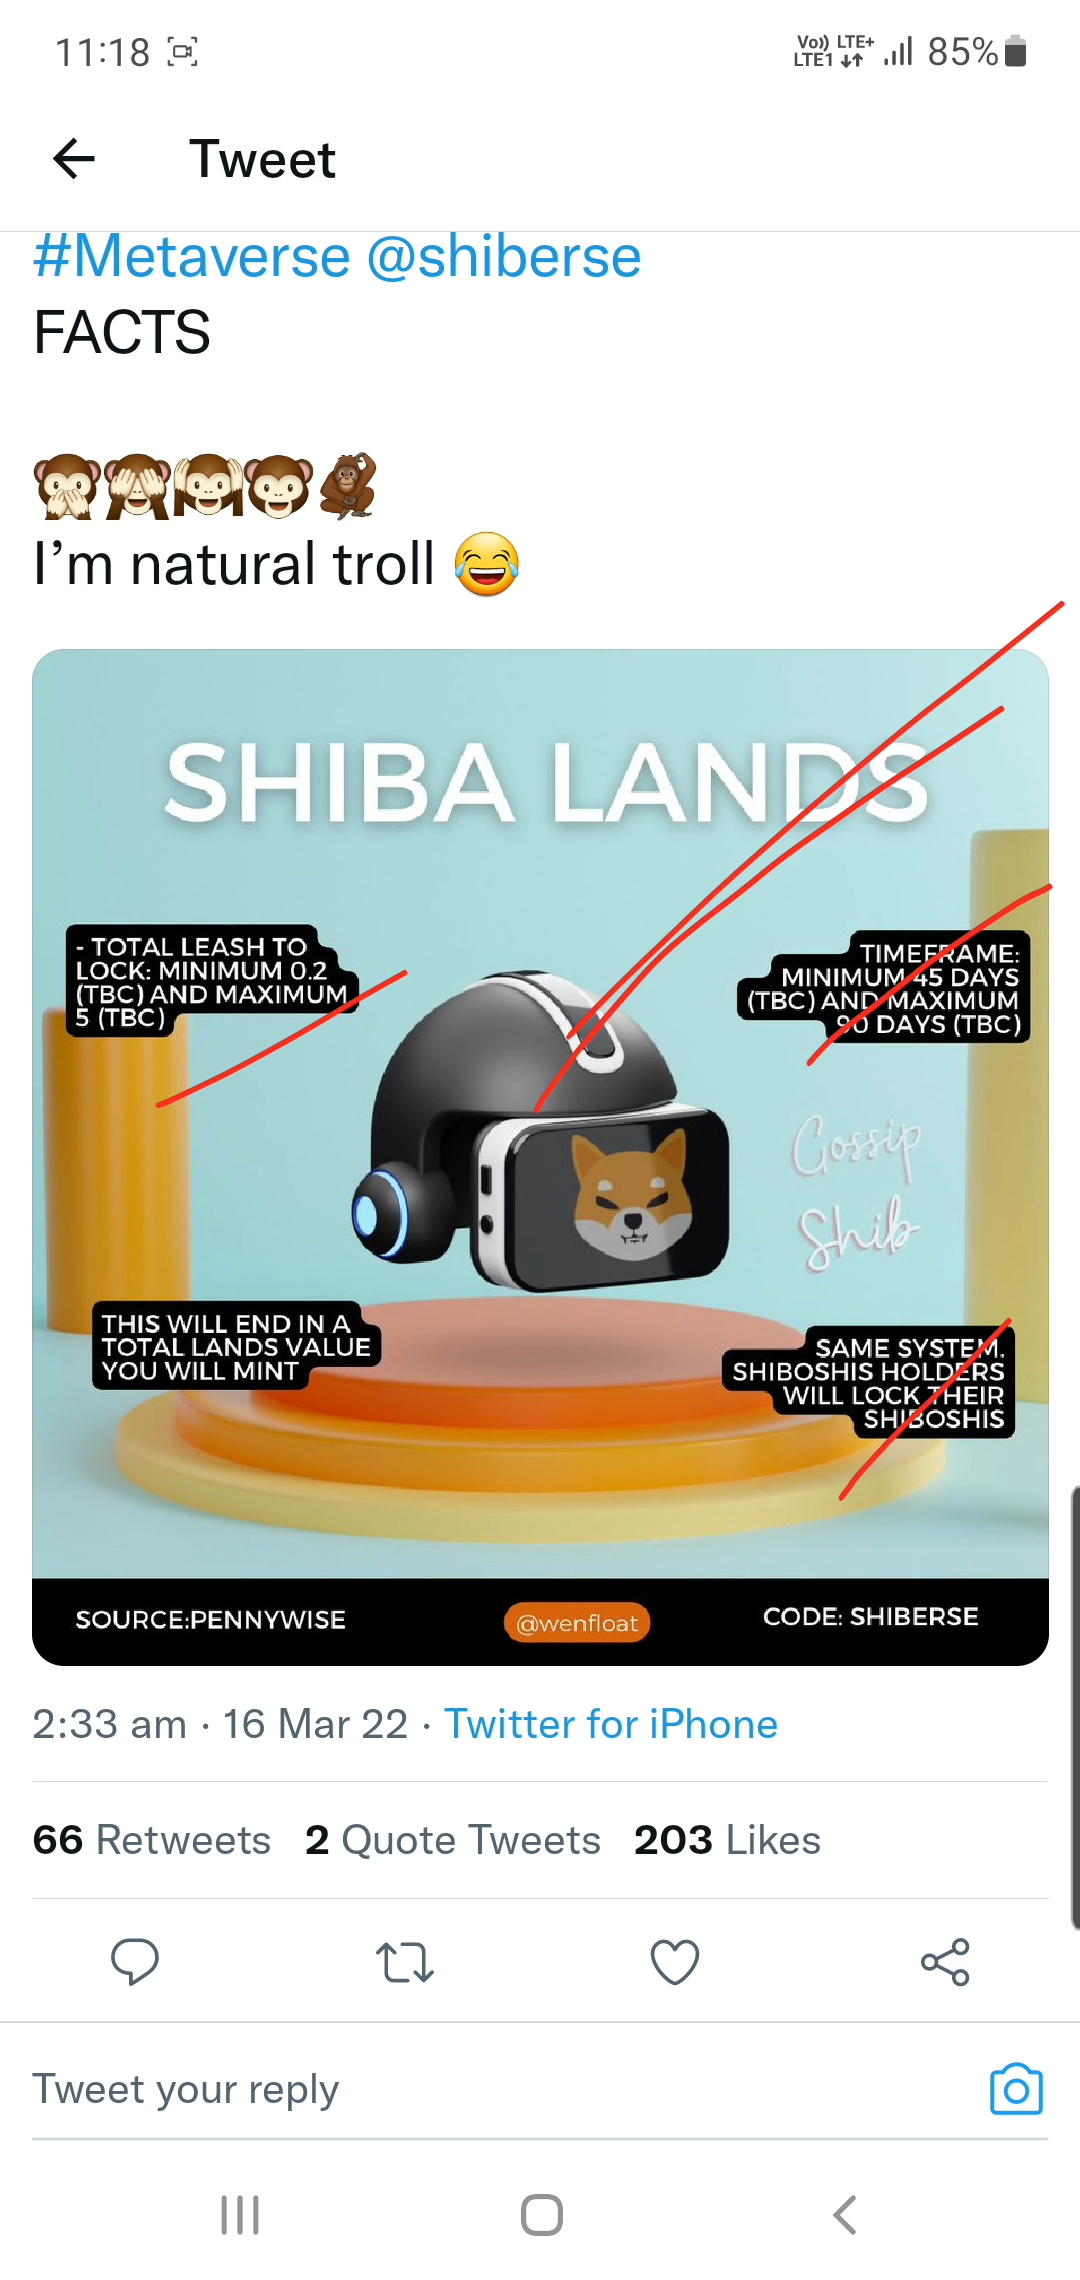 11:18 Vo)) LTE+ LTE1 85%
Tweet
#Metaverse @shiberse
FACTS
I’m natural troll
SHIBA LANDS
- TOTAL LEASH TO
LOCK: MINIMUM 0.2
(TBC) AND MAXIMUM
5 (TBC)
TIMEFRAME:
MINIMUM 45 DAYS
(TBC) AND MAXIMUM
90 DAYS (TBC)
Gossip
Shib
THIS WILL END IN A
TOTAL LANDS VALUE
YOU WILL MINT
SAME SYSTEM.
SHIBOSHIS HOLDERS
WILL LOCK THEIR
SHIBOSHIS
SOURCE:PENNYWISE @wenfloat CODE: SHIBERSE
2:33 am · 16 Mar 22 · Twitter for iPhone
66 Retweets 2 Quote Tweets 203 Likes
Tweet your reply